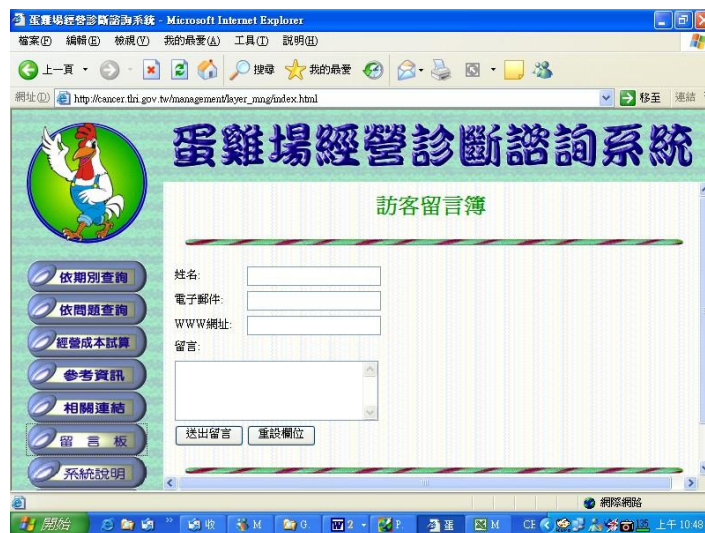 蛋雞場經營診斷諮詢系統 - Microsoft Internet Explorer
檔案(F) 編輯(E) 檢視(V) 我的最愛(A) 工具(T) 說明(H)
上一頁 搜尋 我的最愛
網址(D) http://cancer.tlri.gov.tw/management/layer_mng/index.html 移至 連結
蛋雞場經營診斷諮詢系統
訪客留言簿
依期別查詢
依問題查詢
經營成本試算
參考資訊
相關連結
留言板
系統說明
姓名:
電子郵件:
WWW網址:
留言:
送出留言 重設欄位
網際網路
開始 收 M G. 2 P. 蛋 M CH 上午 10:48